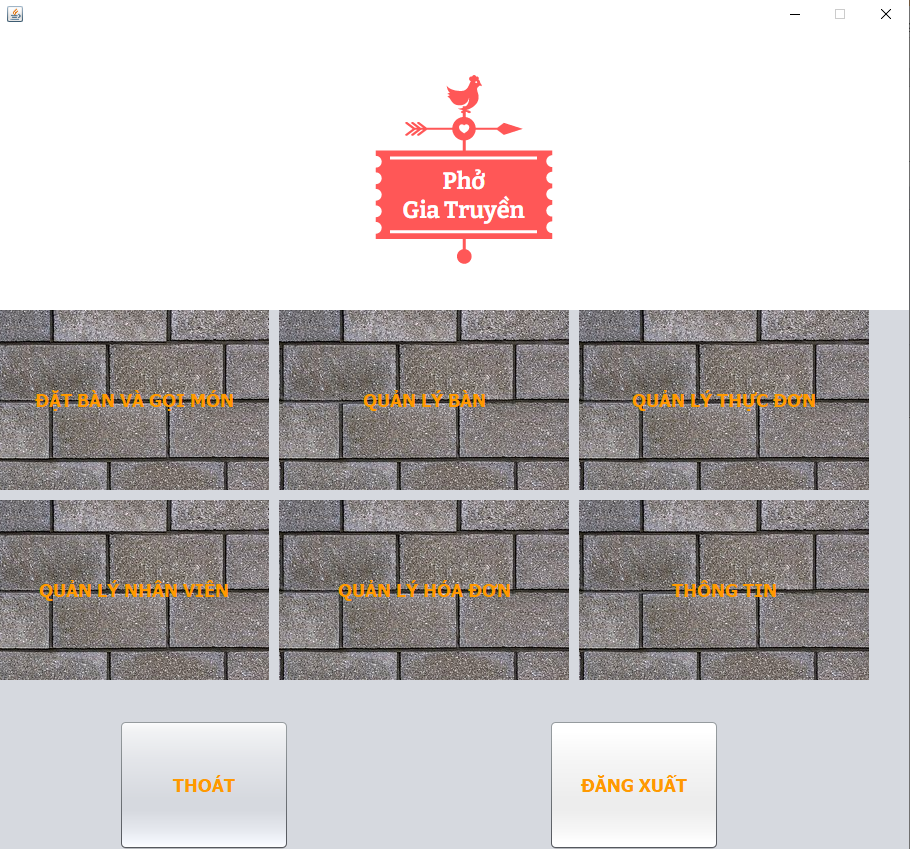 Phở
Gia Truyền
ĐẶT BÀN VÀ GỌI MÓN
QUẢN LÝ BÀN
QUẢN LÝ THỰC ĐƠN
QUẢN LÝ NHÂN VIÊN
QUẢN LÝ HÓA ĐƠN
THÔNG TIN
THOÁT
ĐĂNG XUẤT